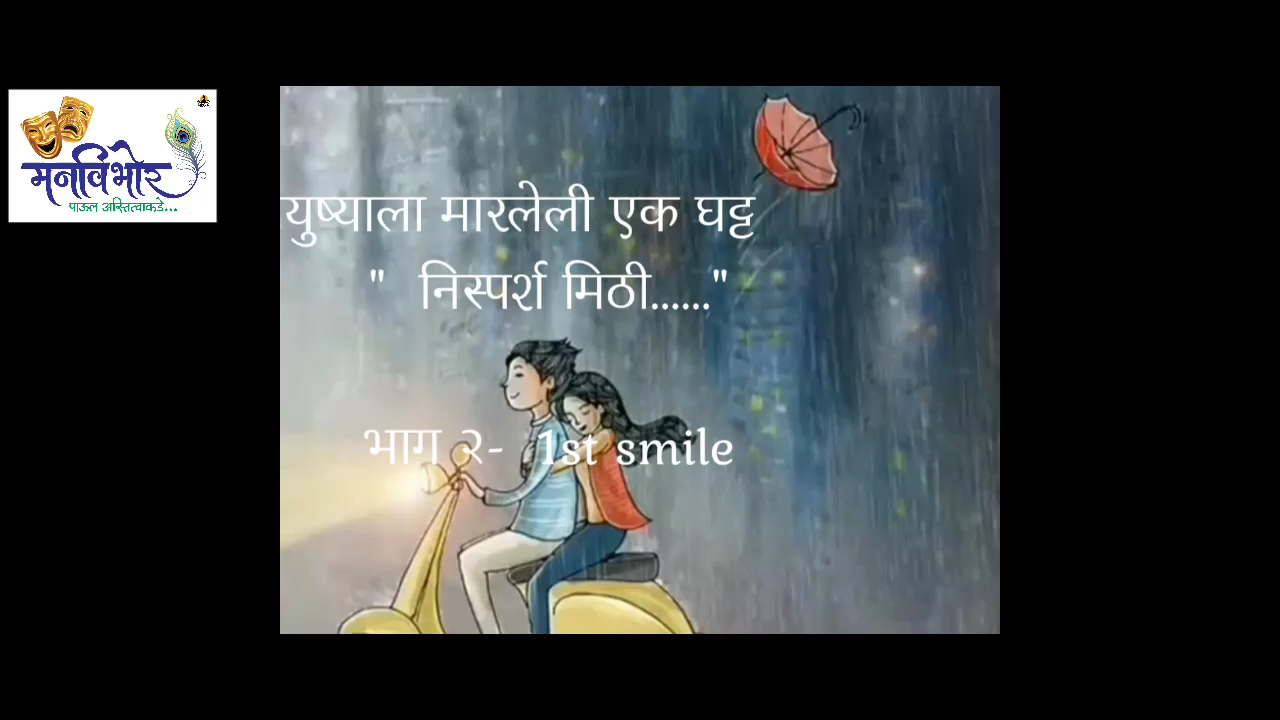 मनविभोर
पाऊल अस्तित्वाकडे...
युष्याला मारलेली एक घट्ट
" निस्पर्श मिठी......"
भाग २- 1st smile